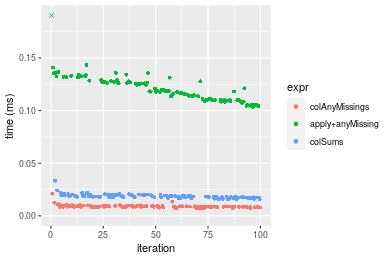 0.15
0.10
0.05
0.00
time (ms)
0
25
50
75
100
iteration
expr
colAnyMissings
apply+anyMissing
colSums